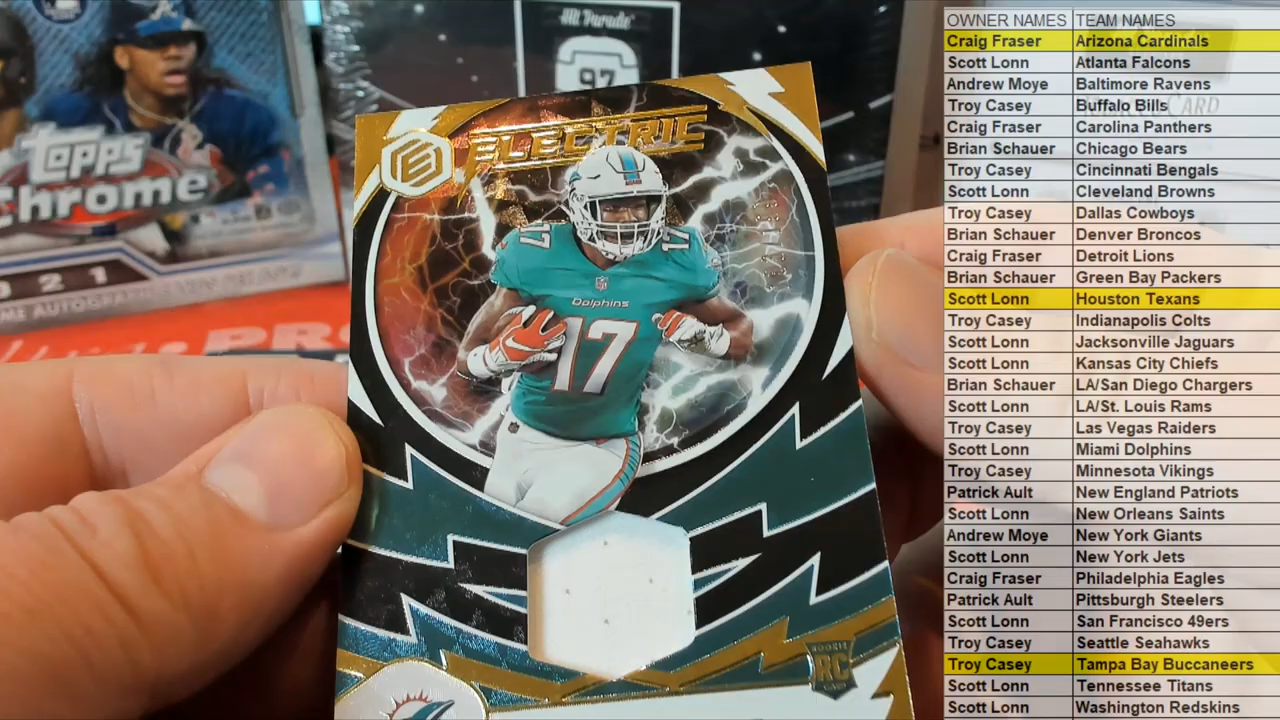 Mt Parade
97
Topps
Chrome
2 1
ME AUTOGRAPH
PRO
ELECTRIC
17
17
Dolphins
17
ROOKIE
RC
OWNER NAMES TEAM NAMES
Craig Fraser Arizona Cardinals
Scott Lonn Atlanta Falcons
Andrew Moye Baltimore Ravens
Troy Casey Buffalo Bills
Craig Fraser Carolina Panthers
Brian Schauer Chicago Bears
Troy Casey Cincinnati Bengals
Scott Lonn Cleveland Browns
Troy Casey Dallas Cowboys
Brian Schauer Denver Broncos
Craig Fraser Detroit Lions
Brian Schauer Green Bay Packers
Scott Lonn Houston Texans
Troy Casey Indianapolis Colts
Scott Lonn Jacksonville Jaguars
Scott Lonn Kansas City Chiefs
Brian Schauer LA/San Diego Chargers
Scott Lonn LA/St. Louis Rams
Troy Casey Las Vegas Raiders
Scott Lonn Miami Dolphins
Troy Casey Minnesota Vikings
Patrick Ault New England Patriots
Scott Lonn New Orleans Saints
Andrew Moye New York Giants
Scott Lonn New York Jets
Craig Fraser Philadelphia Eagles
Patrick Ault Pittsburgh Steelers
Scott Lonn San Francisco 49ers
Troy Casey Seattle Seahawks
Troy Casey Tampa Bay Buccaneers
Scott Lonn Tennessee Titans
Scott Lonn Washington Redskins